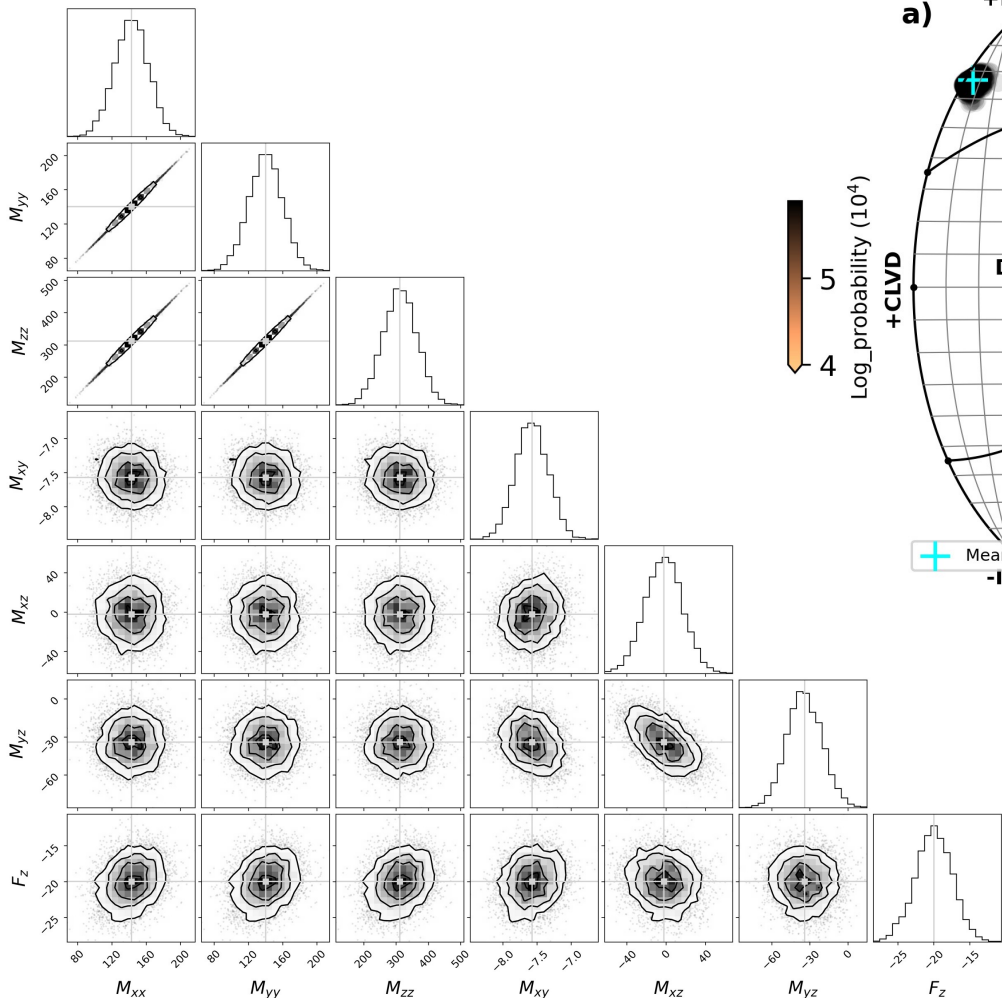 a)
200
160
120
80
M_yy
500
400
300
200
M_zz
−7.0
−7.5
−8.0
M_xy
40
0
−40
M_xz
0
−30
−60
M_yz
−15
−20
−25
F_z
80 120 160 200
80 120 160 200
200 300 400 500
−8.0 −7.5 −7.0
−40 0 40
−60 −30 0
−25 −20 −15
M_xx M_yy M_zz M_xy M_xz M_yz F_z
5
4
Log_probability (10⁴)
+CLVD